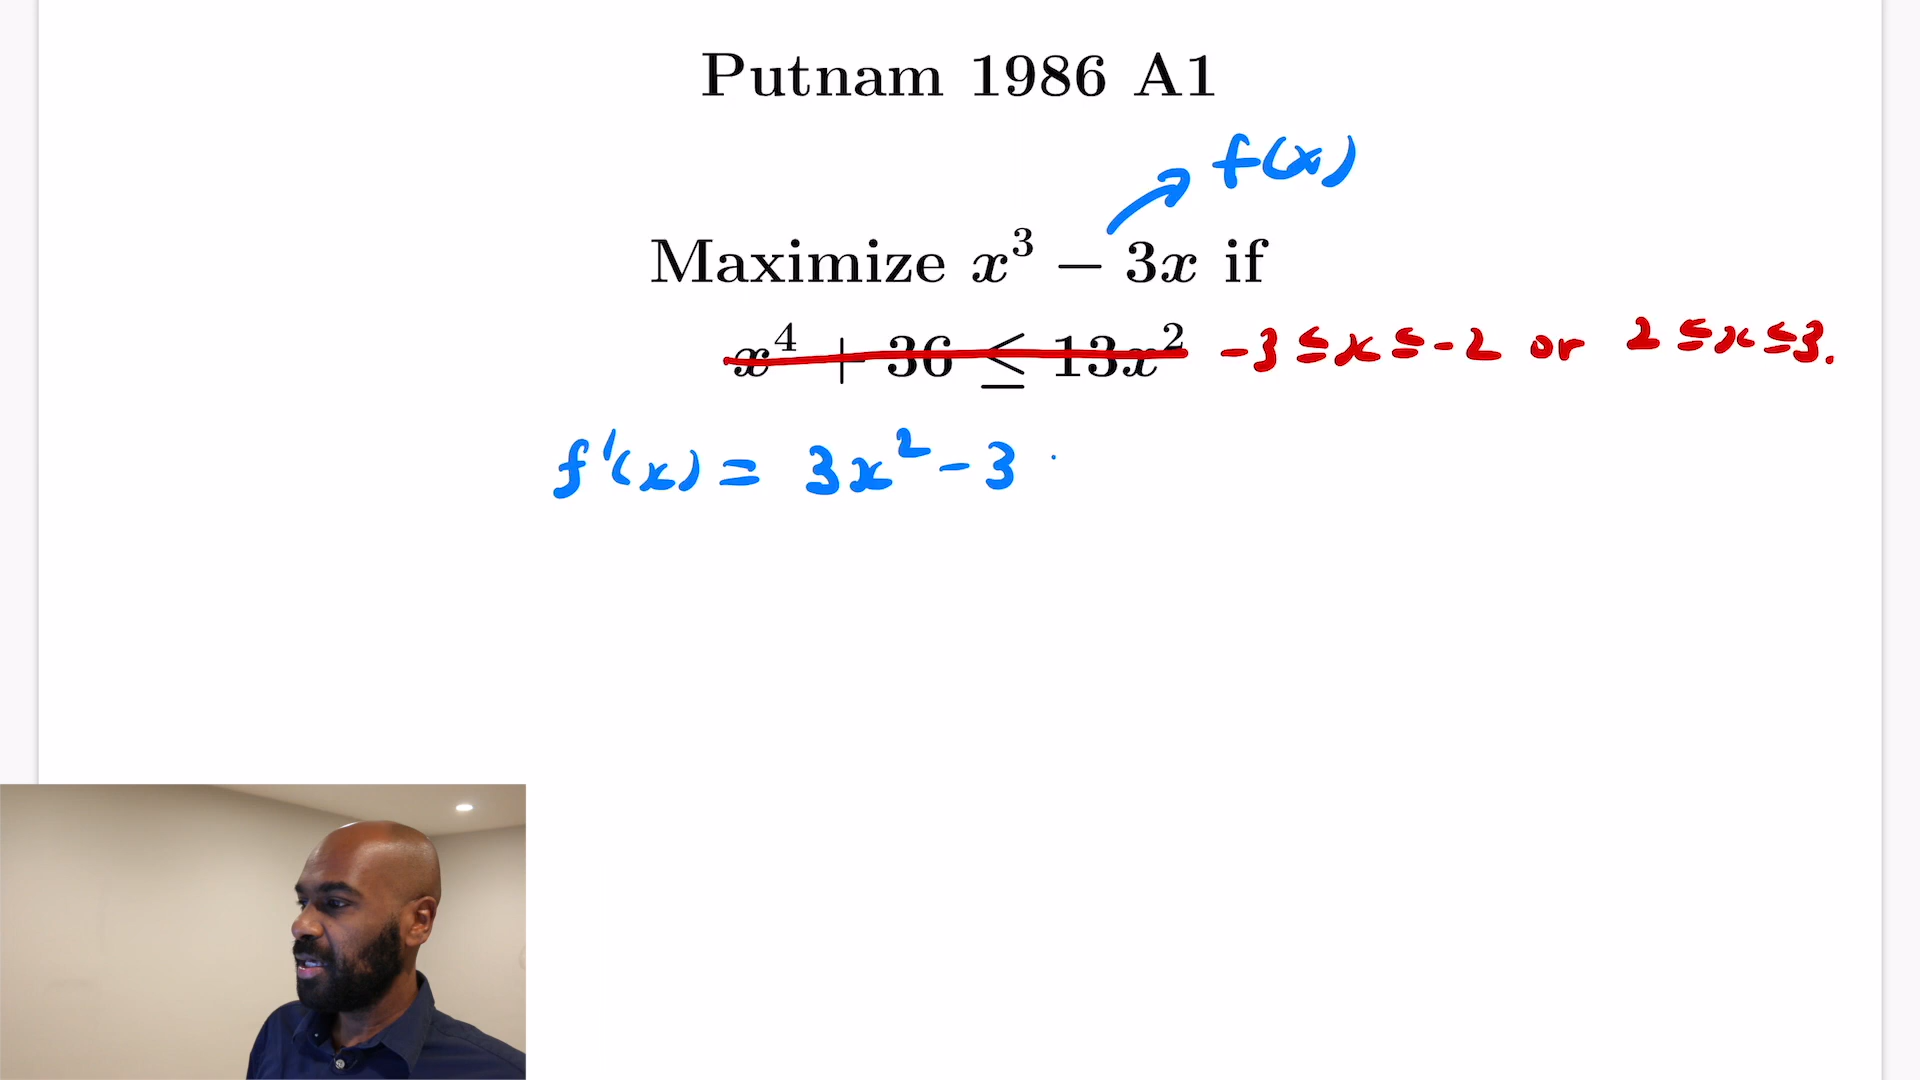 Putnam 1986 A1
f(x)
Maximize x³ − 3x if
x⁴ + 36 ≤ 13x² -3 ≤ x ≤ -2 or 2 ≤ x ≤ 3.
f'(x) = 3x² - 3